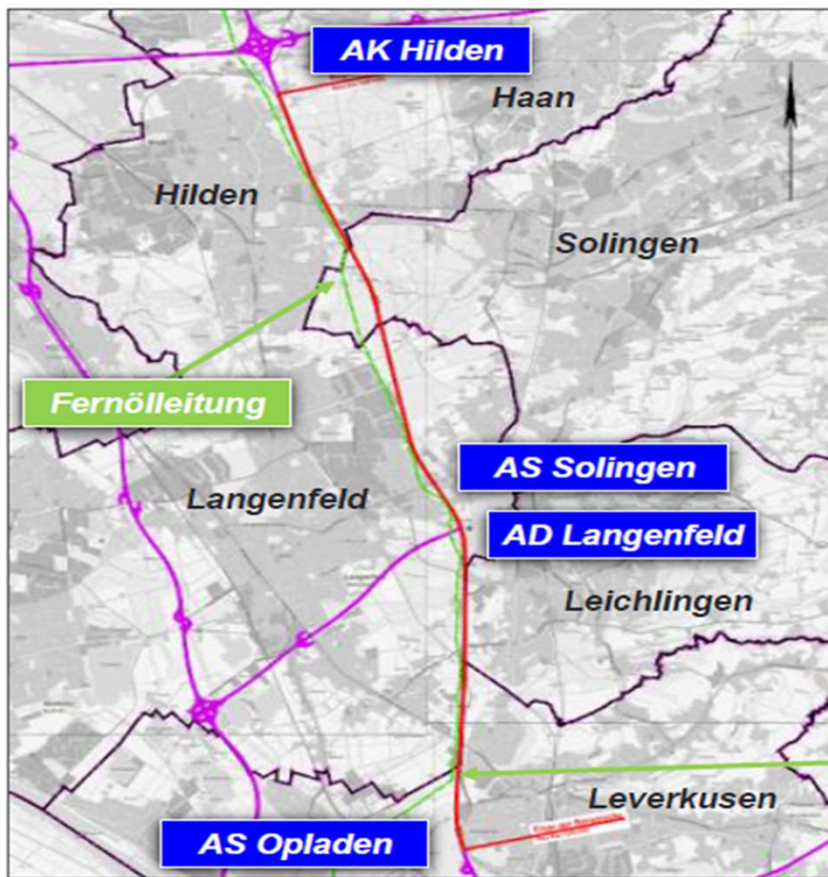 AK Hilden
Haan
Hilden
Solingen
Fernölleitung
AS Solingen
Langenfeld
AD Langenfeld
Leichlingen
Leverkusen
AS Opladen